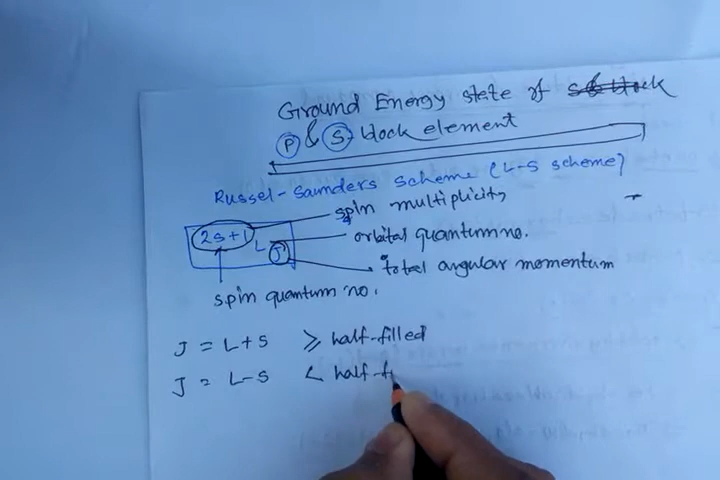 Ground Energy state of
P & S-block element
Russel-Saunders scheme (L-S scheme)
spin multiplicity
2S+1 L J
orbital quantum no.
total angular momentum
spin quantum no.
J = L+S ≥ half-filled
J = L-S < half-f